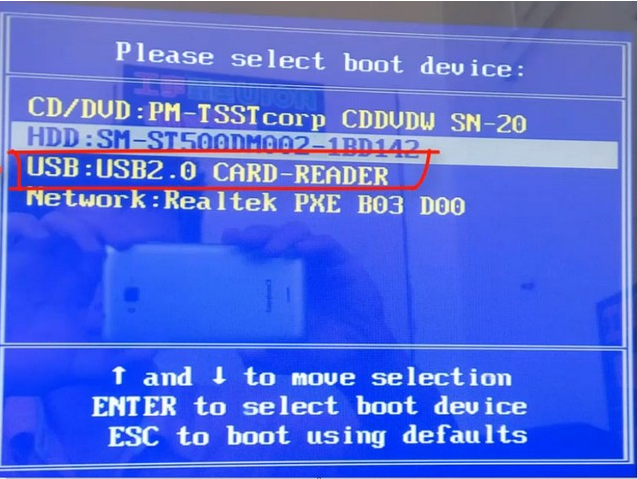 Please select boot device:
CD/DVD:PM-TSSTcorp CDDVDW SN-20
HDD:SM-ST500DM002-1BD142
USB:USB2.0 CARD-READER
Network:Realtek PXE B03 D00
↑ and ↓ to move selection
ENTER to select boot device
ESC to boot using defaults